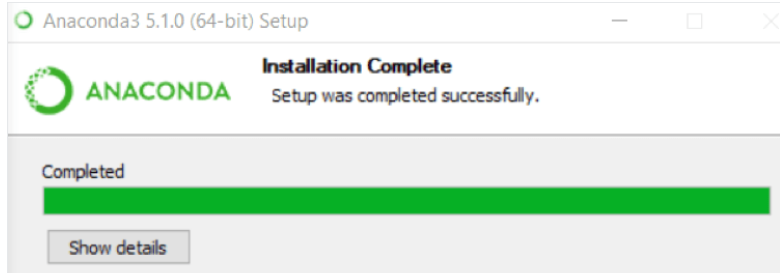 Anaconda3 5.1.0 (64-bit) Setup
ANACONDA
Installation Complete
Setup was completed successfully.
Completed
Show details